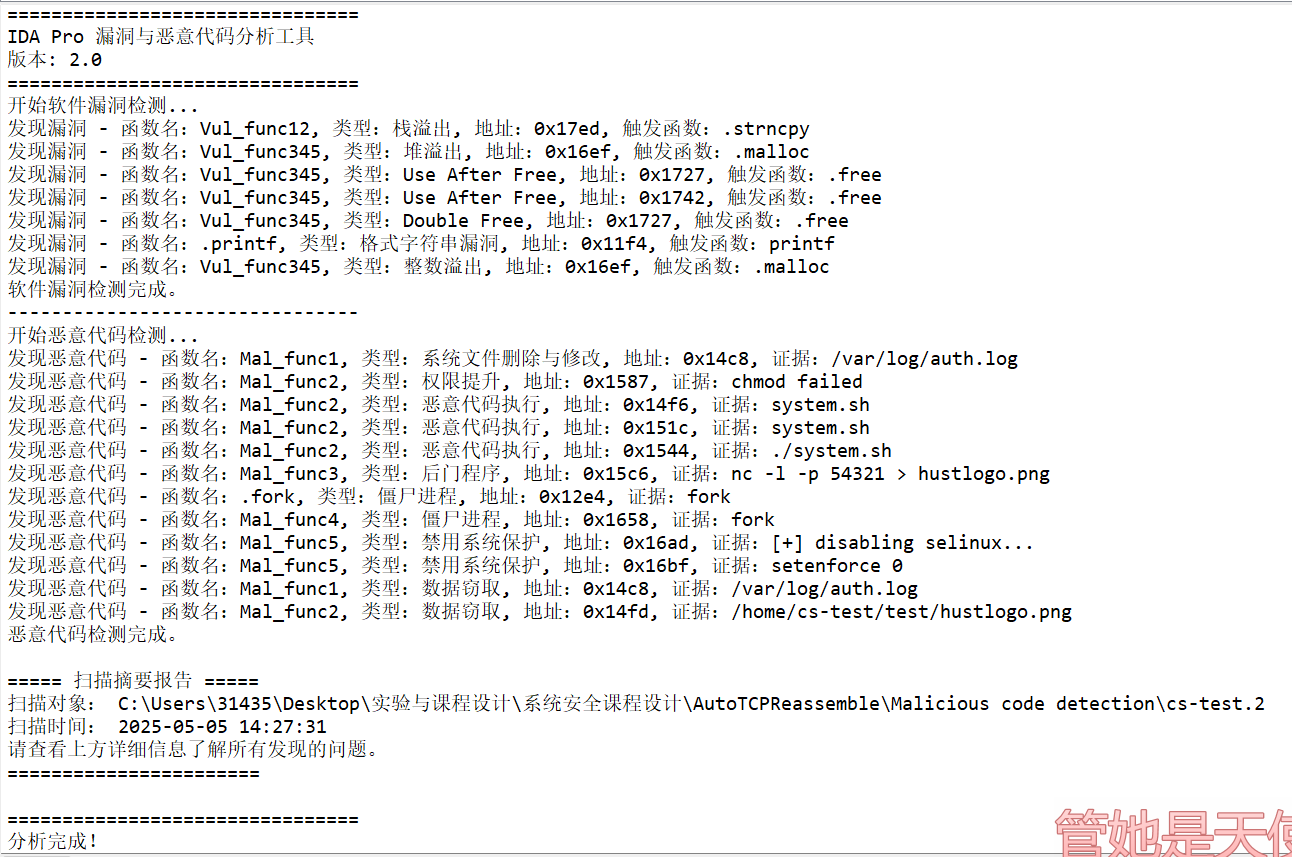 ================================
IDA Pro 漏洞与恶意代码分析工具
版本: 2.0
================================
开始软件漏洞检测...
发现漏洞 - 函数名: Vul_func12, 类型: 栈溢出, 地址: 0x17ed, 触发函数: .strncpy
发现漏洞 - 函数名: Vul_func345, 类型: 堆溢出, 地址: 0x16ef, 触发函数: .malloc
发现漏洞 - 函数名: Vul_func345, 类型: Use After Free, 地址: 0x1727, 触发函数: .free
发现漏洞 - 函数名: Vul_func345, 类型: Use After Free, 地址: 0x1742, 触发函数: .free
发现漏洞 - 函数名: Vul_func345, 类型: Double Free, 地址: 0x1727, 触发函数: .free
发现漏洞 - 函数名: .printf, 类型: 格式字符串漏洞, 地址: 0x11f4, 触发函数: printf
发现漏洞 - 函数名: Vul_func345, 类型: 整数溢出, 地址: 0x16ef, 触发函数: .malloc
软件漏洞检测完成。
--------------------------------
开始恶意代码检测...
发现恶意代码 - 函数名: Mal_func1, 类型: 系统文件删除与修改, 地址: 0x14c8, 证据: /var/log/auth.log
发现恶意代码 - 函数名: Mal_func2, 类型: 权限提升, 地址: 0x1587, 证据: chmod failed
发现恶意代码 - 函数名: Mal_func2, 类型: 恶意代码执行, 地址: 0x14f6, 证据: system.sh
发现恶意代码 - 函数名: Mal_func2, 类型: 恶意代码执行, 地址: 0x151c, 证据: system.sh
发现恶意代码 - 函数名: Mal_func2, 类型: 恶意代码执行, 地址: 0x1544, 证据: ./system.sh
发现恶意代码 - 函数名: Mal_func3, 类型: 后门程序, 地址: 0x15c6, 证据: nc -l -p 54321 > hustlogo.png
发现恶意代码 - 函数名: .fork, 类型: 僵尸进程, 地址: 0x12e4, 证据: fork
发现恶意代码 - 函数名: Mal_func4, 类型: 僵尸进程, 地址: 0x1658, 证据: fork
发现恶意代码 - 函数名: Mal_func5, 类型: 禁用系统保护, 地址: 0x16ad, 证据: [+] disabling selinux...
发现恶意代码 - 函数名: Mal_func5, 类型: 禁用系统保护, 地址: 0x16bf, 证据: setenforce 0
发现恶意代码 - 函数名: Mal_func1, 类型: 数据窃取, 地址: 0x14c8, 证据: /var/log/auth.log
发现恶意代码 - 函数名: Mal_func2, 类型: 数据窃取, 地址: 0x14fd, 证据: /home/cs-test/test/hustlogo.png
恶意代码检测完成。
===== 扫描摘要报告 =====
扫描对象: C:\Users\31435\Desktop\实验与课程设计\系统安全课程设计\AutoTCPReassemble\Malicious code detection\cs-test.2
扫描时间: 2025-05-05 14:27:31
请查看上方详细信息了解所有发现的问题。
=======================
================================
分析完成!
管她是天使